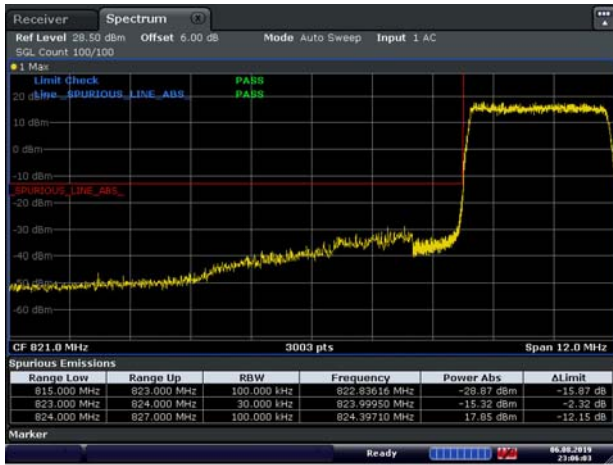 Receiver Spectrum
Ref Level 28.50 dBm Offset 6.00 dB Mode Auto Sweep Input 1 AC
SGL Count 100/100
1 Max
Limit Check PASS
20 dBm Line _SPURIOUS_LINE_ABS_ PASS
10 dBm
0 dBm
-10 dBm
_SPURIOUS_LINE_ABS_
-20 dBm
-30 dBm
-40 dBm
-50 dBm
-60 dBm
CF 821.0 MHz 3003 pts Span 12.0 MHz
Spurious Emissions
Range Low Range Up RBW Frequency Power Abs ΔLimit
815.000 MHz 823.000 MHz 100.000 kHz 822.83616 MHz -28.87 dBm -15.87 dB
823.000 MHz 824.000 MHz 30.000 kHz 823.99950 MHz -15.32 dBm -2.32 dB
824.000 MHz 827.000 MHz 100.000 kHz 824.39710 MHz 17.85 dBm -12.15 dB
Marker
Ready 06.08.2019
23:06:03